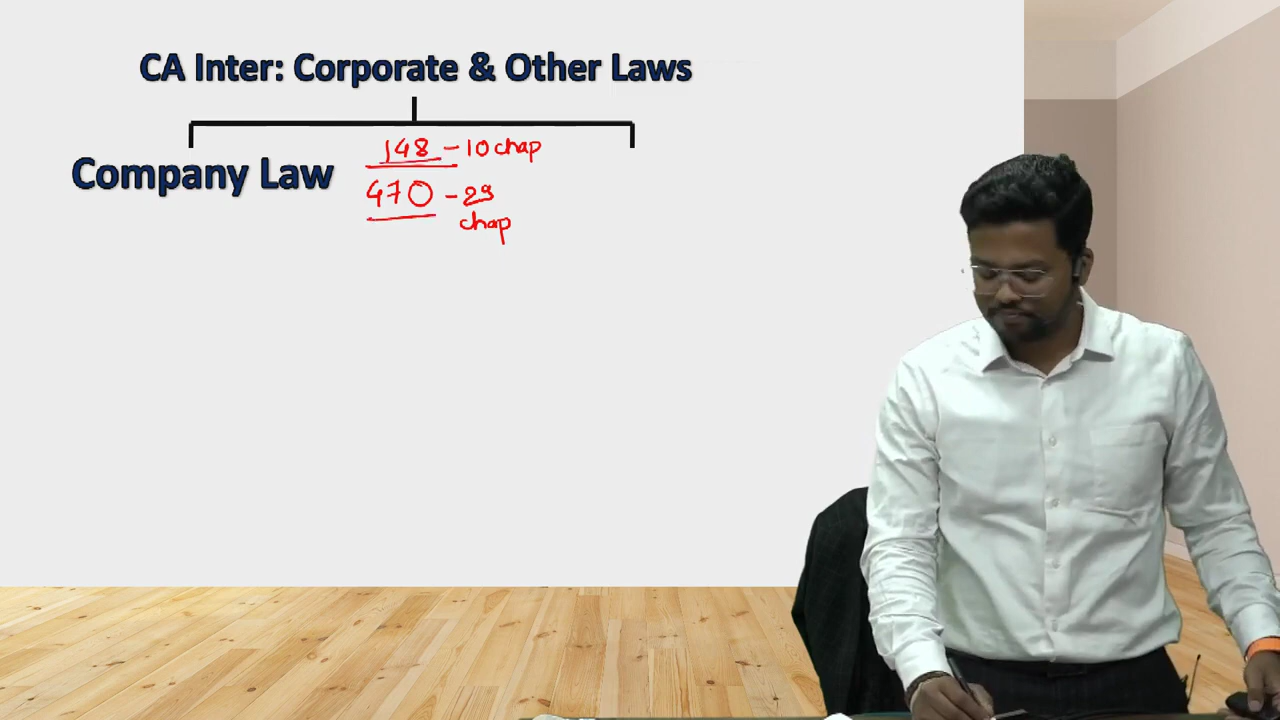 CA Inter: Corporate & Other Laws
Company Law
148 - 10 chap
470 - 29
chap